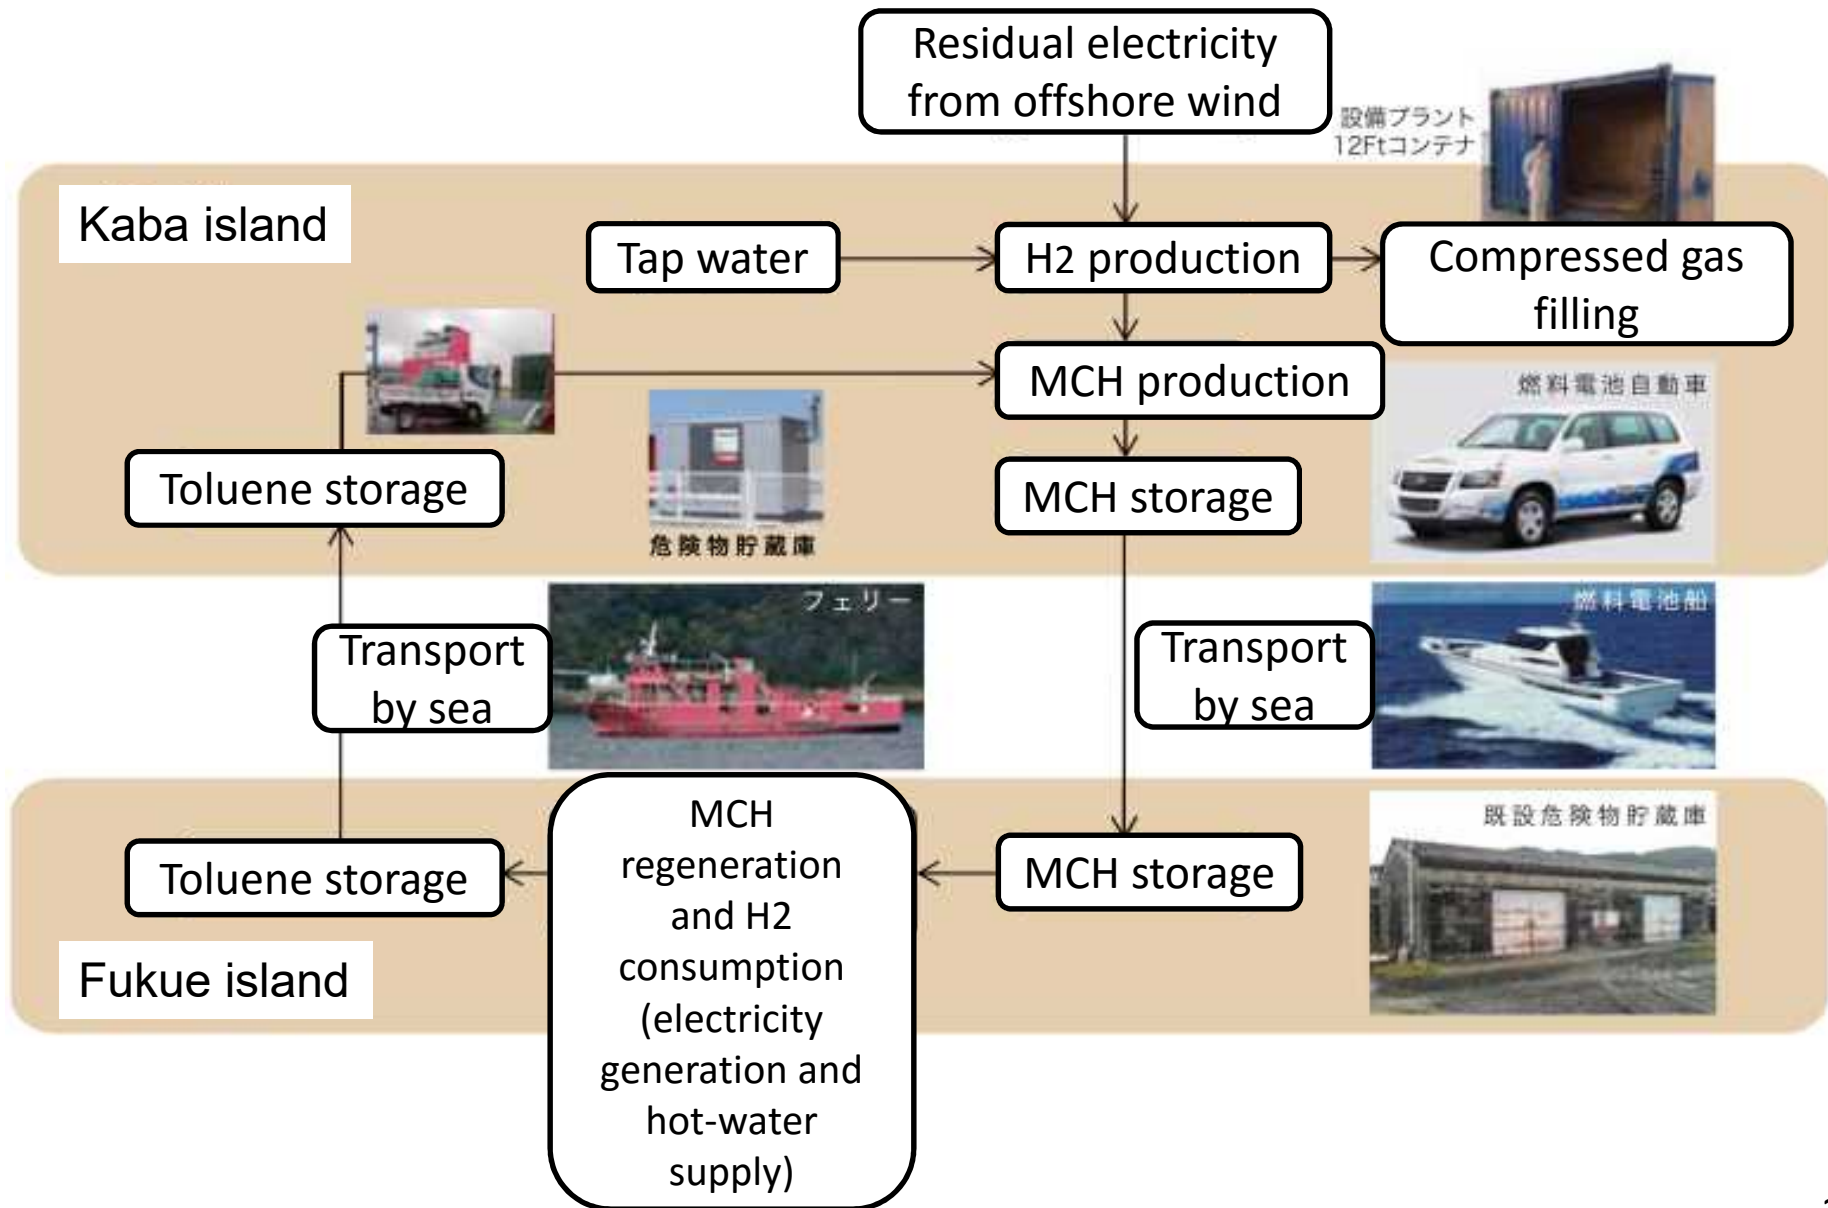 Residual electricity
from offshore wind
設備プラント
12Ftコンテナ
Kaba island
Tap water
H2 production
Compressed gas
filling
MCH production
燃料電池自動車
Toluene storage
危険物貯蔵庫
MCH storage
フェリー
燃料電池船
Transport
by sea
Transport
by sea
既設危険物貯蔵庫
MCH
regeneration
and H2
consumption
(electricity
generation and
hot-water
supply)
Toluene storage
MCH storage
Fukue island